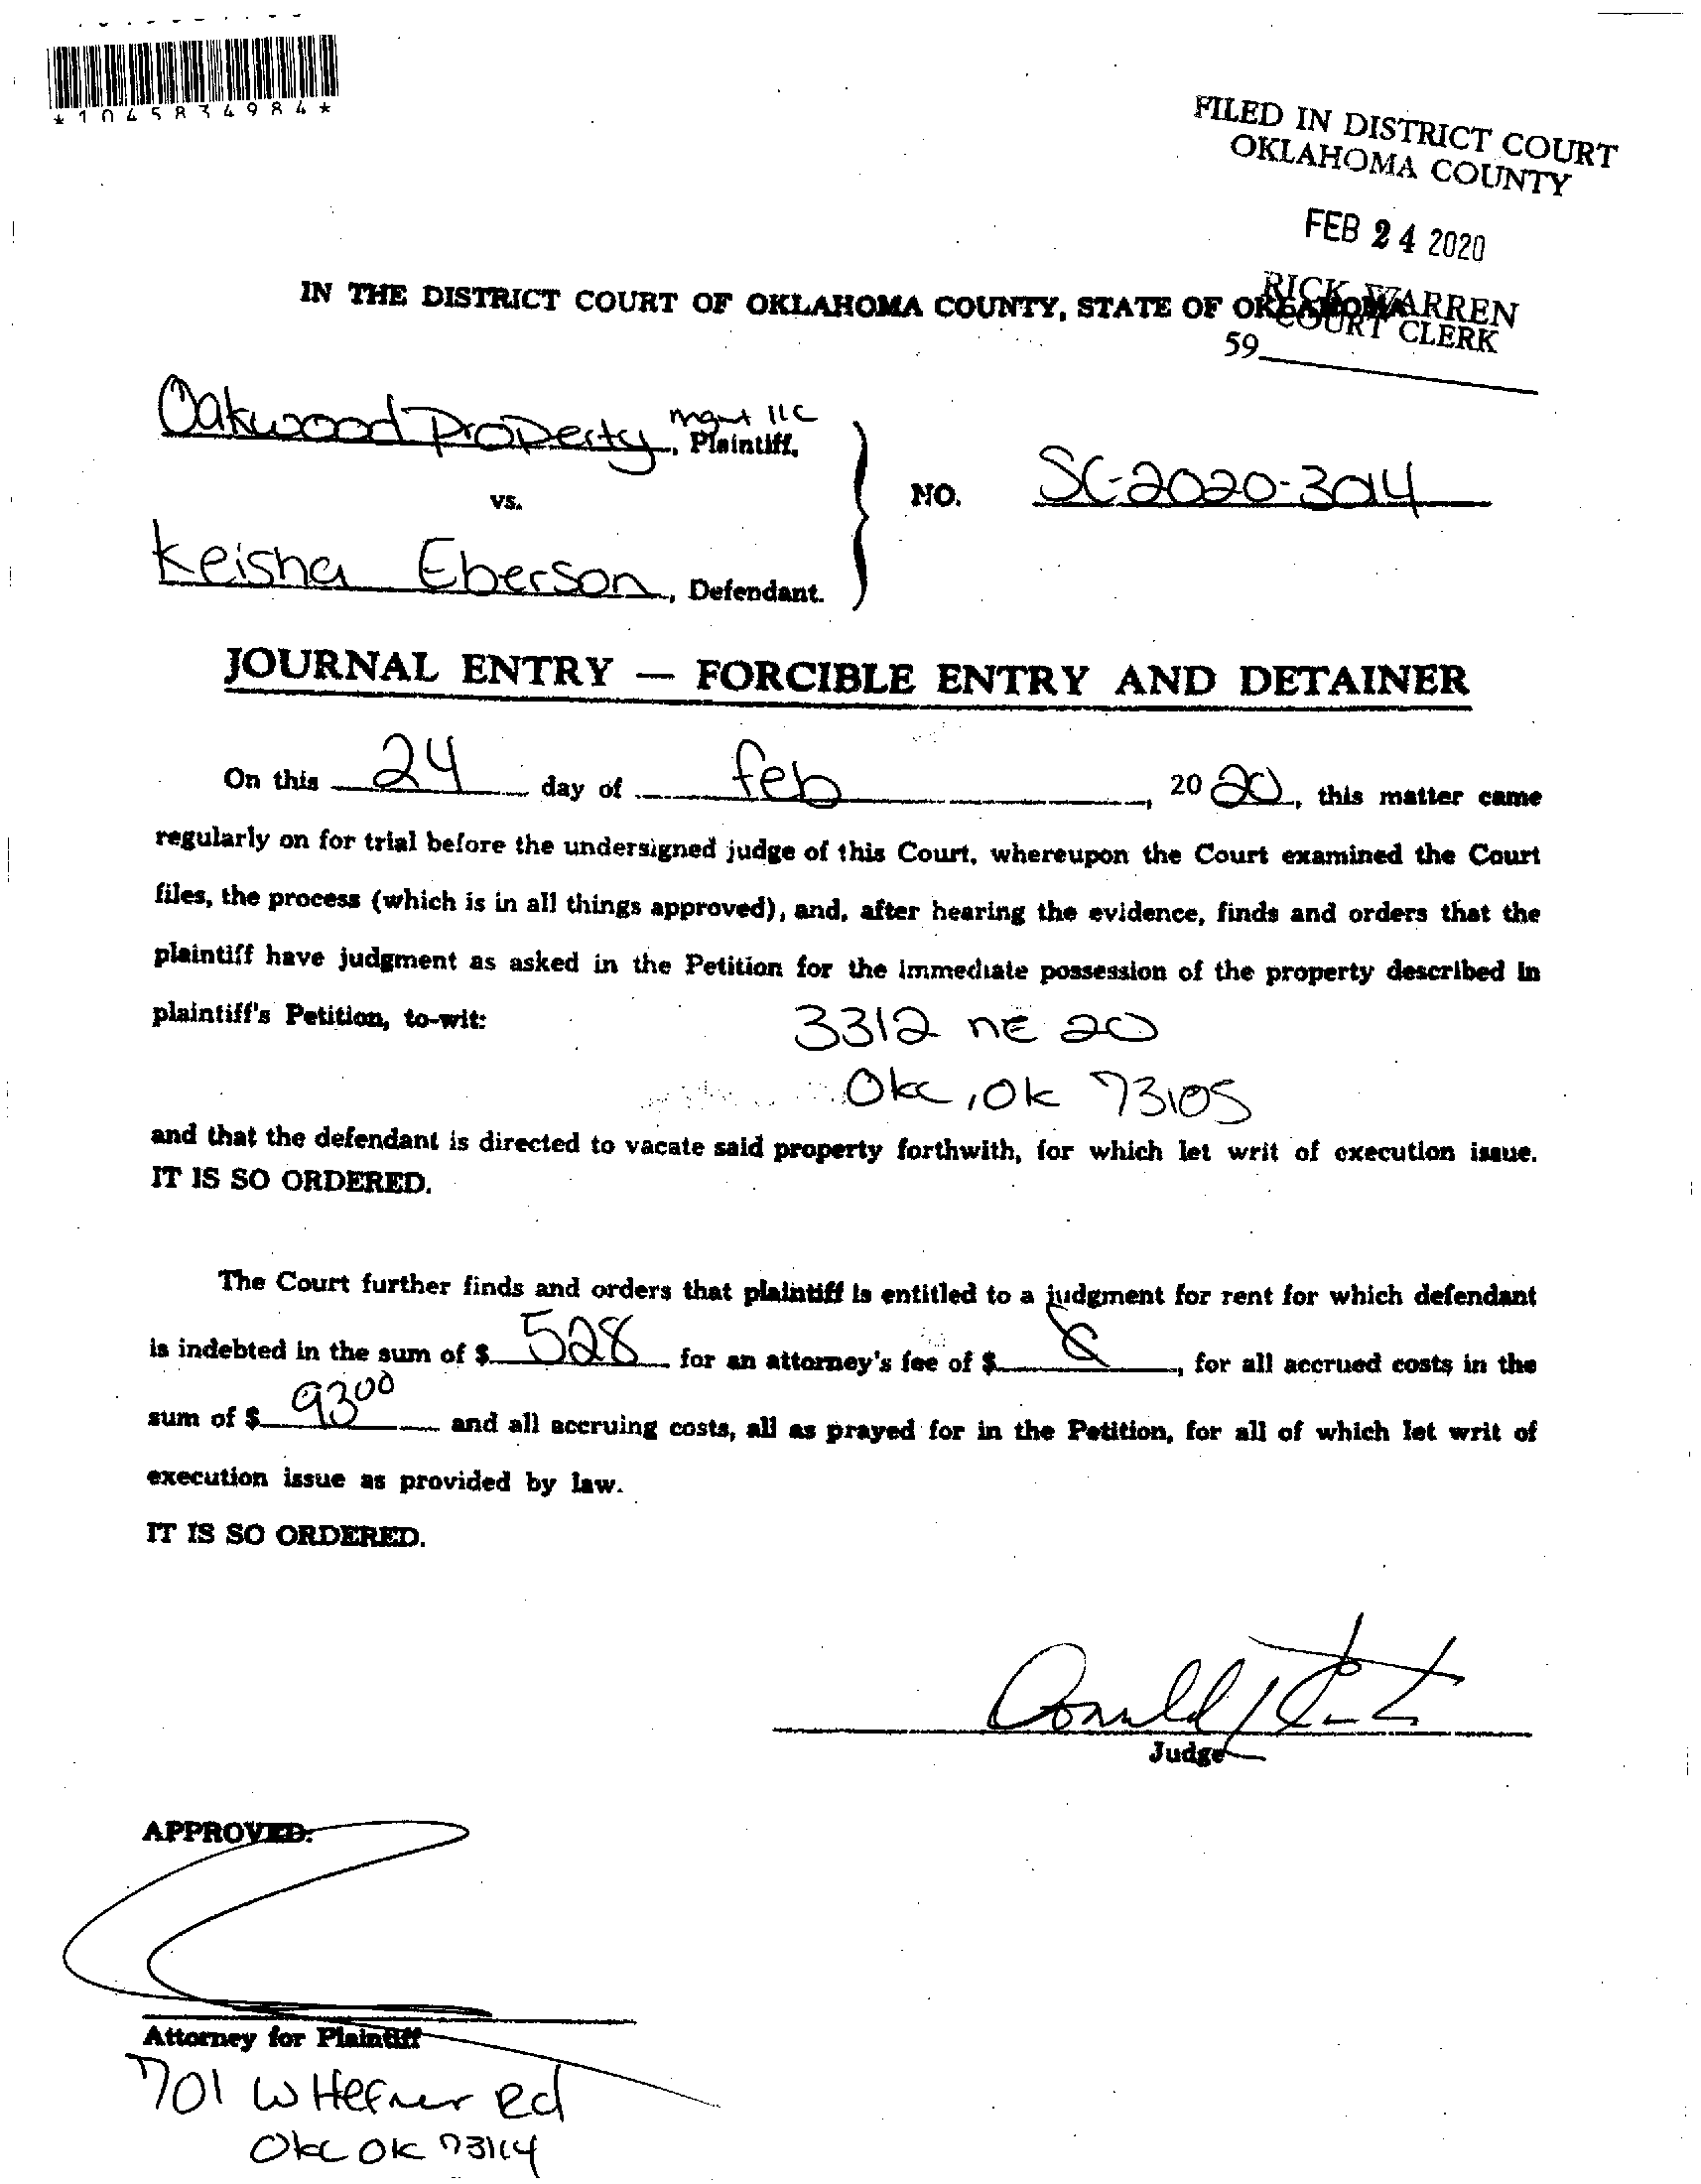 *1045834984*
FILED IN DISTRICT COURT
OKLAHOMA COUNTY
FEB 24 2020
RICK WARREN
COURT CLERK
59
IN THE DISTRICT COURT OF OKLAHOMA COUNTY, STATE OF OKLAHOMA
Oakwood Property mgmt llc, Plaintiff,
vs.
NO. SC-2020-3014
Keisha Eberson, Defendant.
JOURNAL ENTRY — FORCIBLE ENTRY AND DETAINER
On this 24 day of feb, 2020, this matter came
regularly on for trial before the undersigned judge of this Court, whereupon the Court examined the Court
files, the process (which is in all things approved), and, after hearing the evidence, finds and orders that the
plaintiff have judgment as asked in the Petition for the immediate possession of the property described in
plaintiff's Petition, to-wit: 3312 nE 20
Okc, Ok 73105
and that the defendant is directed to vacate said property forthwith, for which let writ of execution issue.
IT IS SO ORDERED.
The Court further finds and orders that plaintiff is entitled to a judgment for rent for which defendant
is indebted in the sum of $ 528 for an attorney's fee of $, for all accrued costs in the
sum of $ 9300 and all accruing costs, all as prayed for in the Petition, for all of which let writ of
execution issue as provided by law.
IT IS SO ORDERED.
Judge
APPROVED:
Attorney for Plaintiff
701 W Hefner Rd
Okc OK 73114